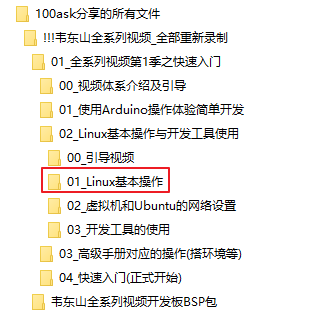 100ask分享的所有文件
!!!韦东山全系列视频_全部重新录制
01_全系列视频第1季之快速入门
00_视频体系介绍及引导
01_使用Arduino操作体验简单开发
02_Linux基本操作与开发工具使用
00_引导视频
01_Linux基本操作
02_虚拟机和Ubuntu的网络设置
03_开发工具的使用
03_高级手册对应的操作(搭环境等)
04_快速入门(正式开始)
韦东山全系列视频开发板BSP包